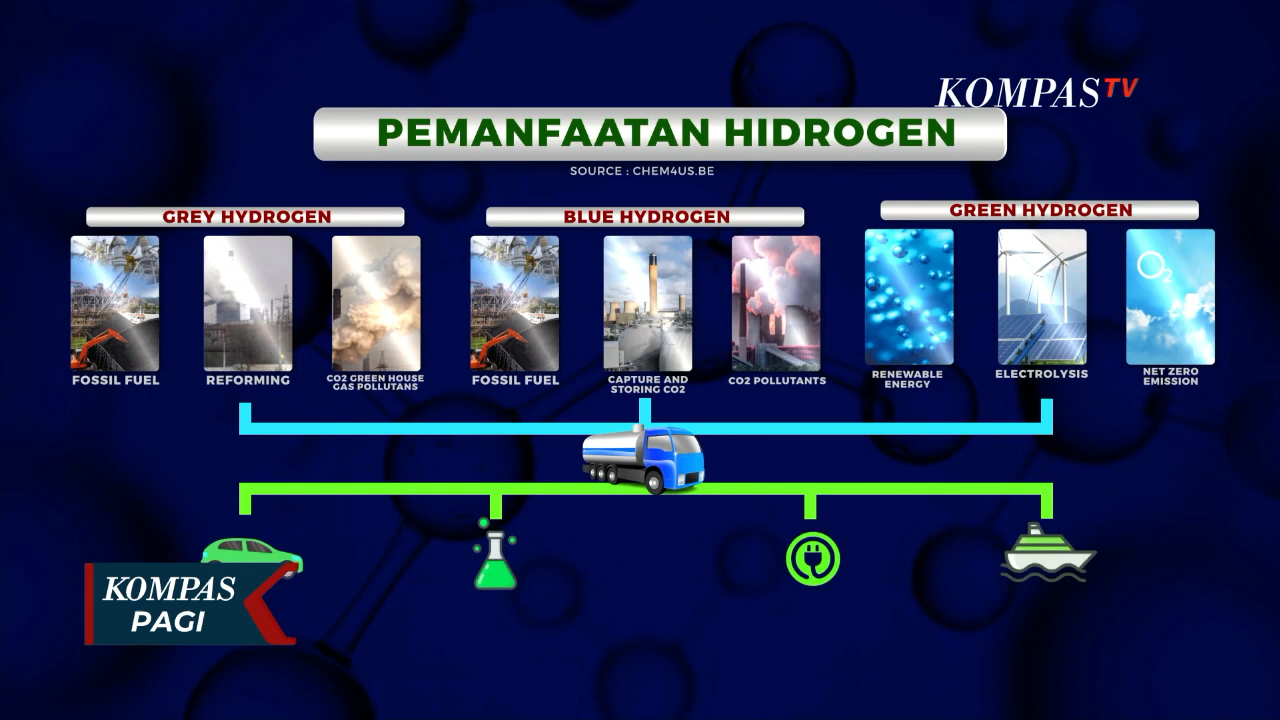 KOMPAS TV
PEMANFAATAN HIDROGEN
SOURCE : CHEM4US.BE
GREY HYDROGEN
FOSSIL FUEL
REFORMING
CO2 GREEN HOUSE
GAS POLLUTANS
BLUE HYDROGEN
FOSSIL FUEL
CAPTURE AND
STORING CO2
CO2 POLLUTANTS
GREEN HYDROGEN
O2
RENEWABLE
ENERGY
ELECTROLYSIS
NET ZERO
EMISSION
KOMPAS
PAGI